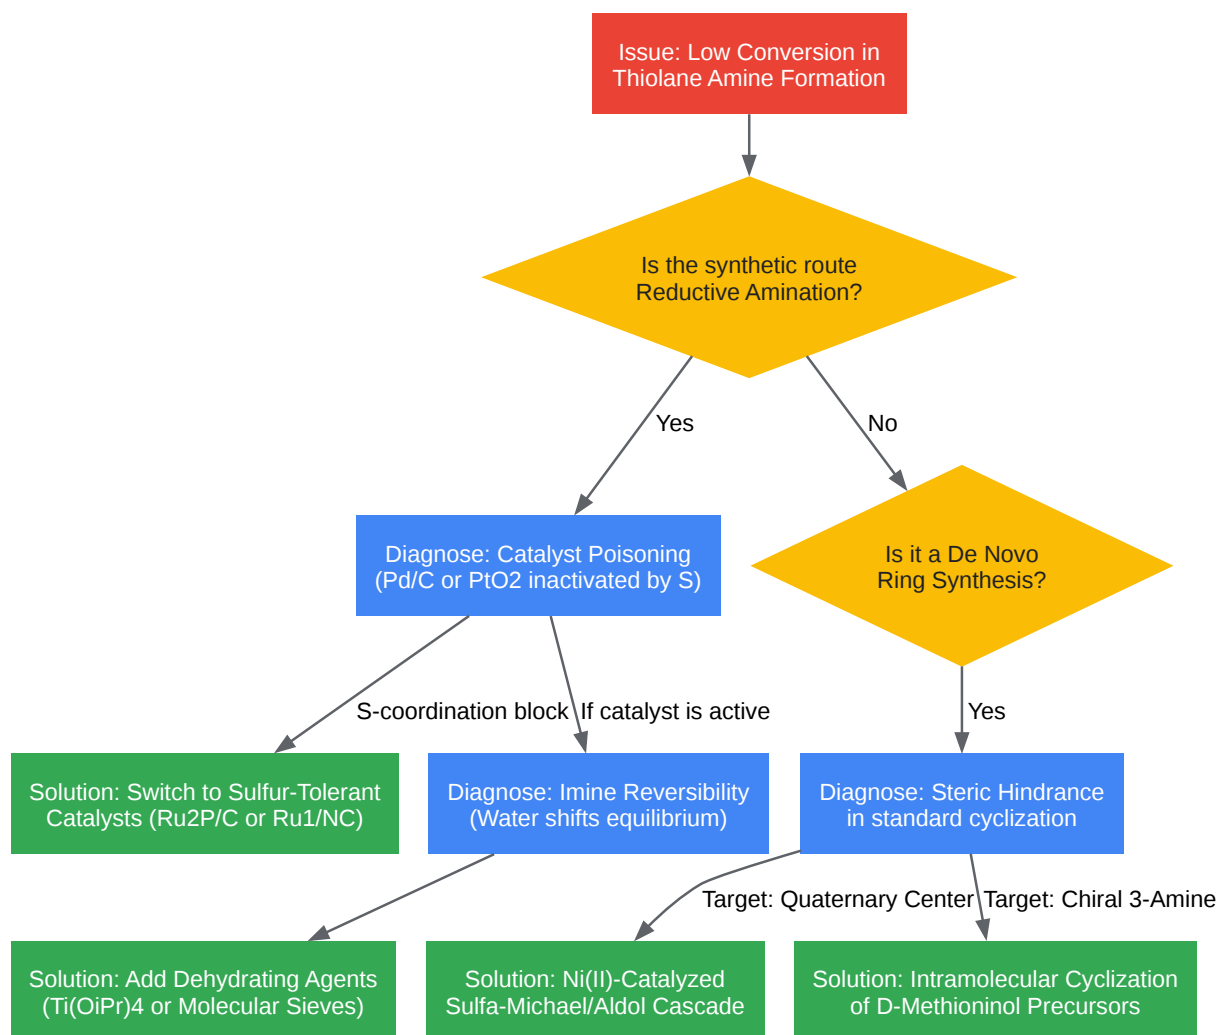 Issue: Low Conversion in
Thiolane Amine Formation
Is the synthetic route
Reductive Amination?
Yes
No
Diagnose: Catalyst Poisoning
(Pd/C or PtO2 inactivated by S)
Is it a De Novo
Ring Synthesis?
S-coordination block
If catalyst is active
Yes
Solution: Switch to Sulfur-Tolerant
Catalysts (Ru2P/C or Ru1/NC)
Diagnose: Imine Reversibility
(Water shifts equilibrium)
Diagnose: Steric Hindrance
in standard cyclization
Target: Quaternary Center
Target: Chiral 3-Amine
Solution: Add Dehydrating Agents
(Ti(OiPr)4 or Molecular Sieves)
Solution: Ni(II)-Catalyzed
Sulfa-Michael/Aldol Cascade
Solution: Intramolecular Cyclization
of D-Methioninol Precursors